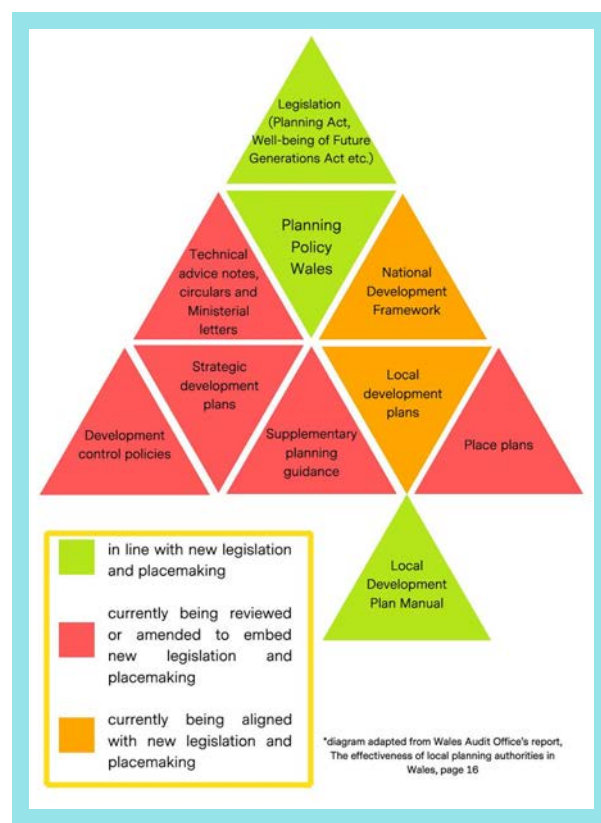 Legislation
(Planning Act,
Well-being of Future
Generations Act etc.)
Planning
Policy
Wales
Technical
advice notes,
circulars and
Ministerial
letters
National
Development
Framework
Strategic
development
plans
Local
development
plans
Development
control policies
Supplementary
planning
guidance
Place plans
Local
Development
Plan Manual
in line with new legislation
and placemaking
currently being reviewed
or amended to embed
new legislation and
placemaking
currently being aligned
with new legislation and
placemaking
*diagram adapted from Wales Audit Office's report,
The effectiveness of local planning authorities in
Wales, page 16